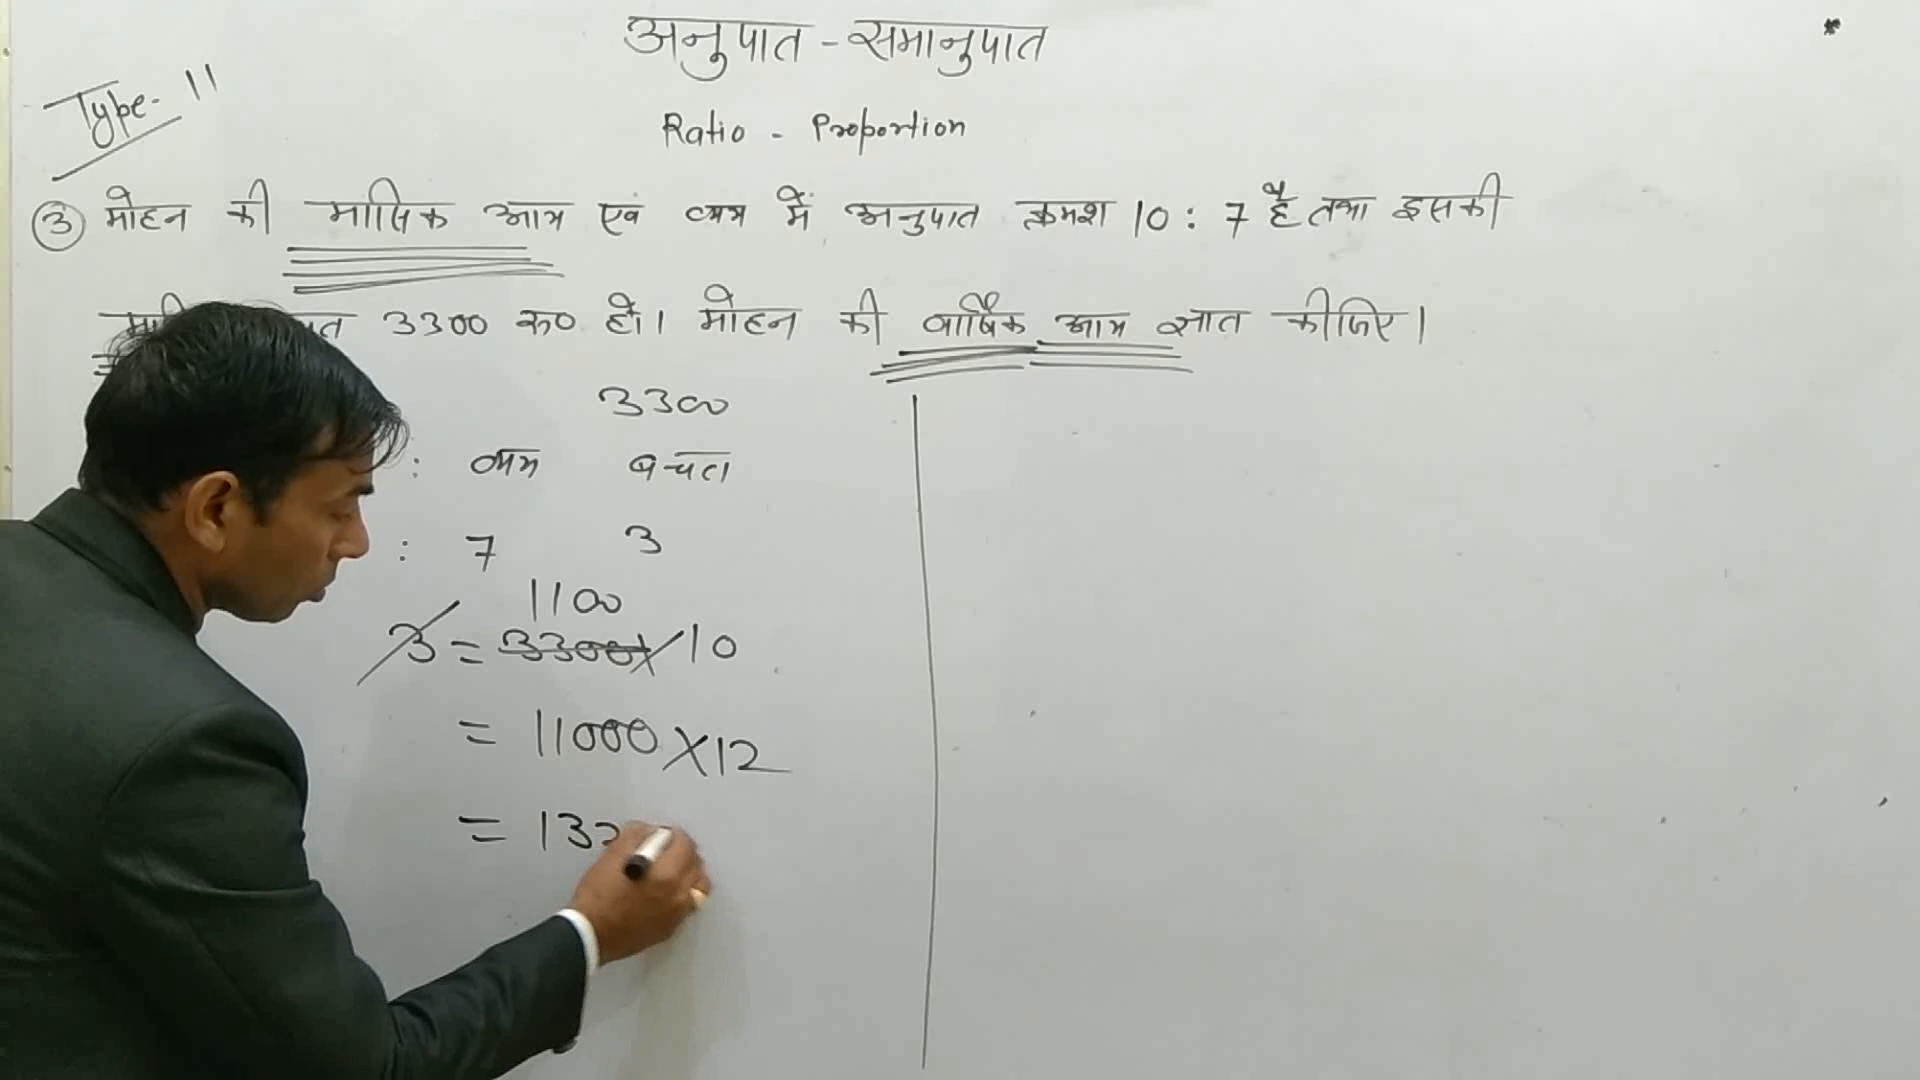 अनुपात - समानुपात
Type - 11
Ratio - Proportion
③ मोहन की मासिक आय एवं व्यय में अनुपात क्रमश 10 : 7 है तथा इसकी
3300 रु० हो। मोहन की वार्षिक आय ज्ञात कीजिए।
3300
: व्यय बचत
: 7 3
1100
3 = 3300 × 10
= 11000 × 12
= 132